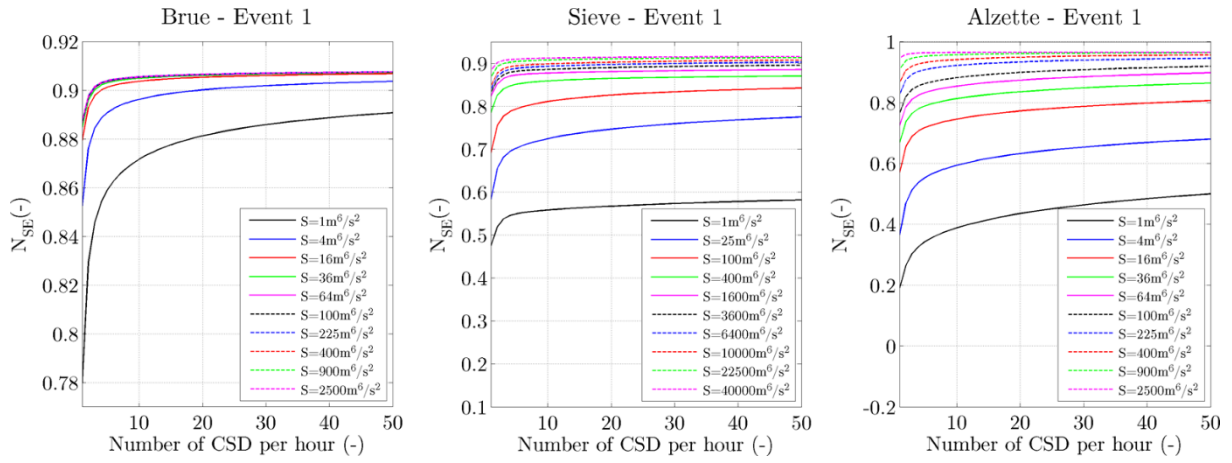 Brue - Event 1
N_SE(-)
0.92
0.9
0.88
0.86
0.84
0.82
0.8
0.78
10
20
30
40
50
Number of CSD per hour (-)
S=1m⁶/s²
S=4m⁶/s²
S=16m⁶/s²
S=36m⁶/s²
S=64m⁶/s²
S=100m⁶/s²
S=225m⁶/s²
S=400m⁶/s²
S=900m⁶/s²
S=2500m⁶/s²
Sieve - Event 1
N_SE(-)
0.9
0.8
0.7
0.6
0.5
0.4
0.3
0.2
0.1
10
20
30
40
50
Number of CSD per hour (-)
S=1m⁶/s²
S=25m⁶/s²
S=100m⁶/s²
S=400m⁶/s²
S=1600m⁶/s²
S=3600m⁶/s²
S=6400m⁶/s²
S=10000m⁶/s²
S=22500m⁶/s²
S=40000m⁶/s²
Alzette - Event 1
N_SE(-)
1
0.8
0.6
0.4
0.2
0
-0.2
10
20
30
40
50
Number of CSD per hour (-)
S=1m⁶/s²
S=4m⁶/s²
S=16m⁶/s²
S=36m⁶/s²
S=64m⁶/s²
S=100m⁶/s²
S=225m⁶/s²
S=400m⁶/s²
S=900m⁶/s²
S=2500m⁶/s²